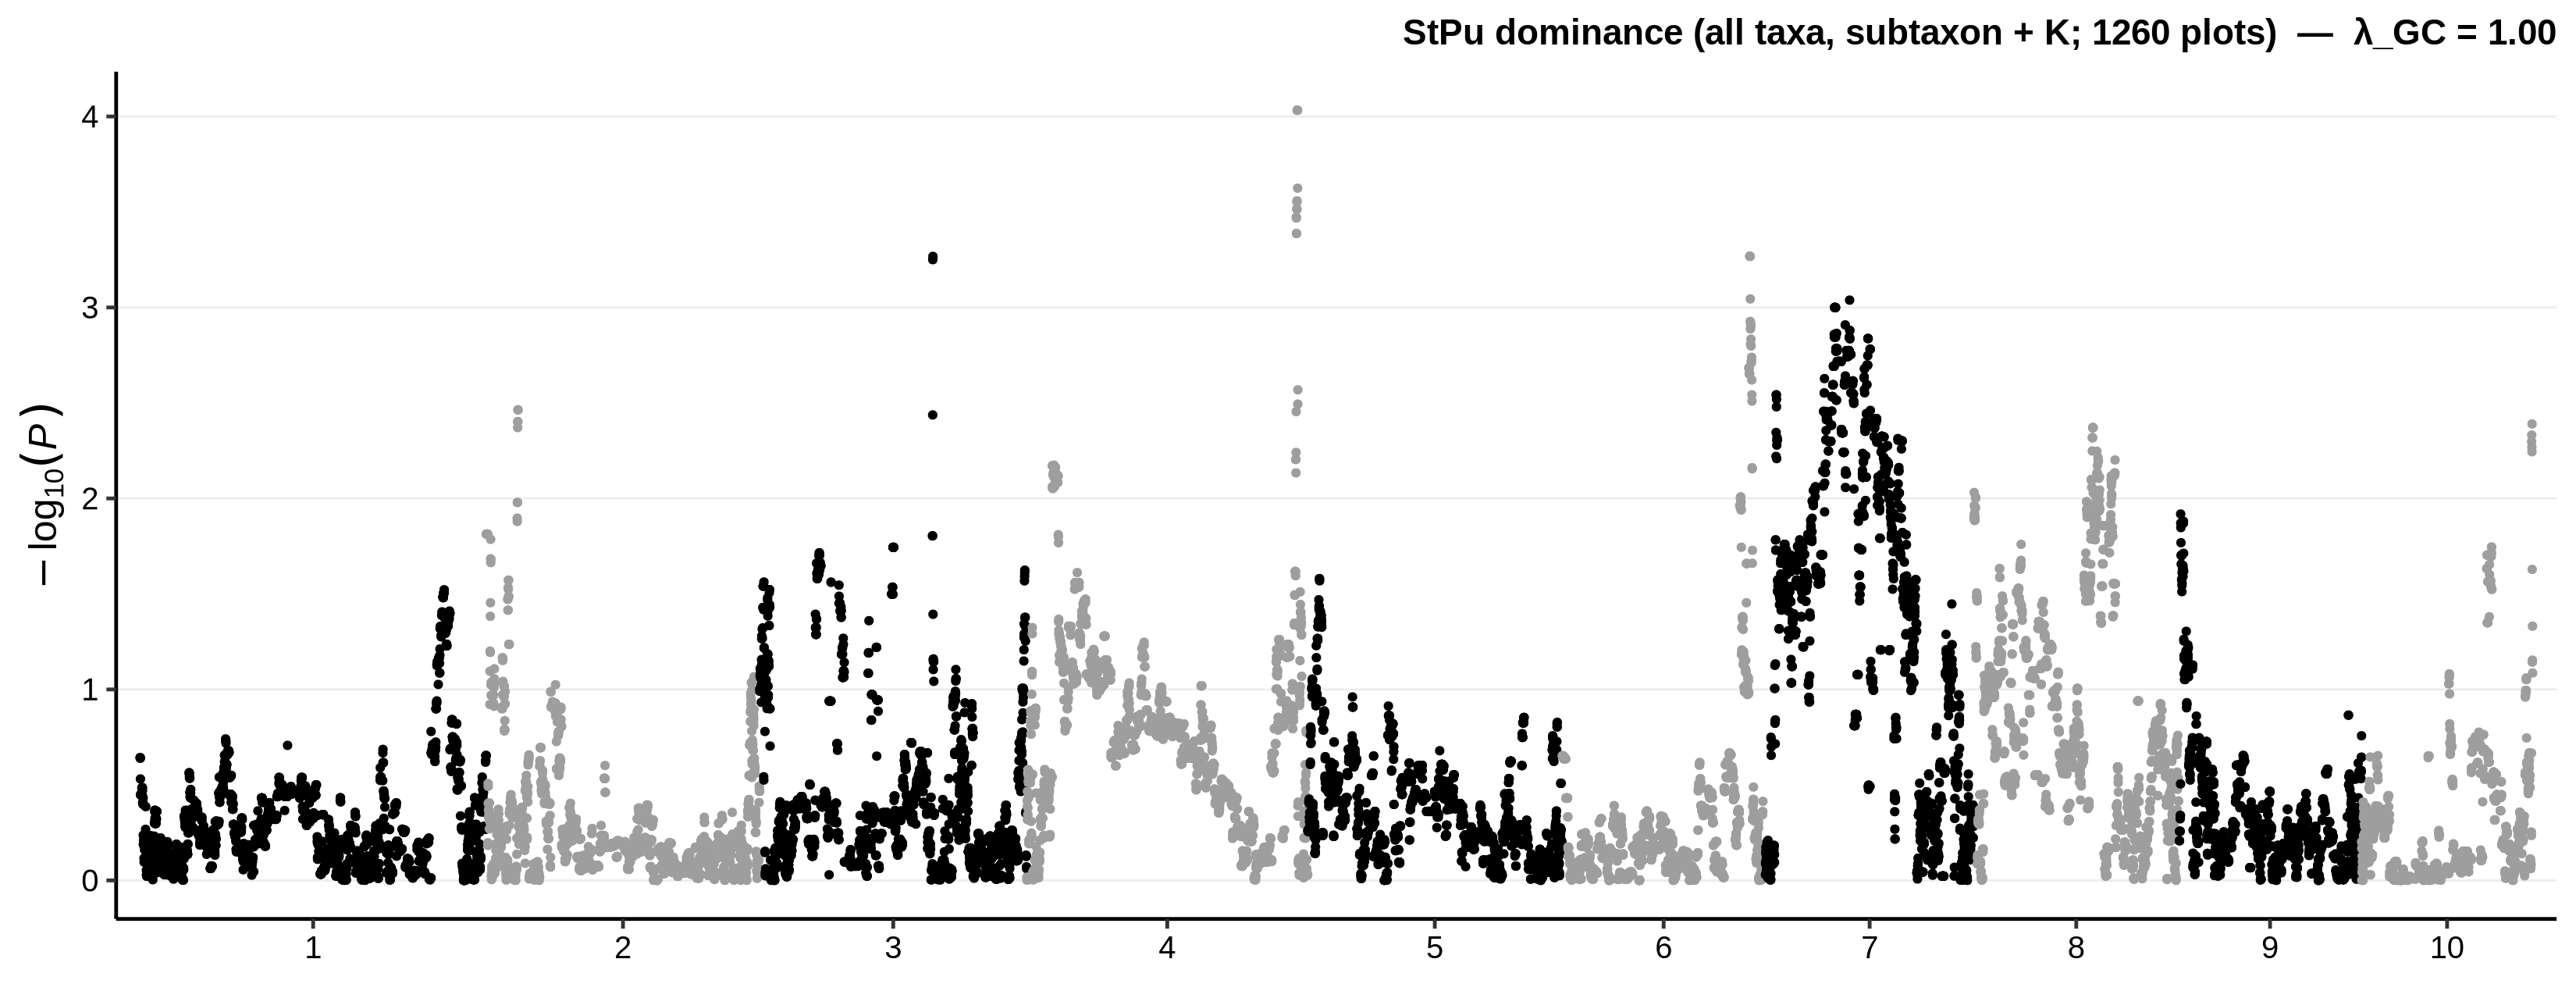 StPu dominance (all taxa, subtaxon + K; 1260 plots) — λ_GC = 1.00
− log10(P)
4
3
2
1
0
1 2 3 4 5 6 7 8 9 10